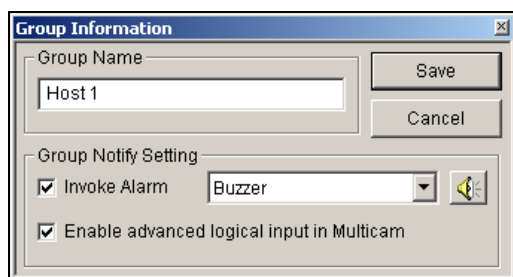 Group Information
Group Name
Host 1
Save
Cancel
Group Notify Setting
Invoke Alarm
Buzzer
Enable advanced logical input in Multicam